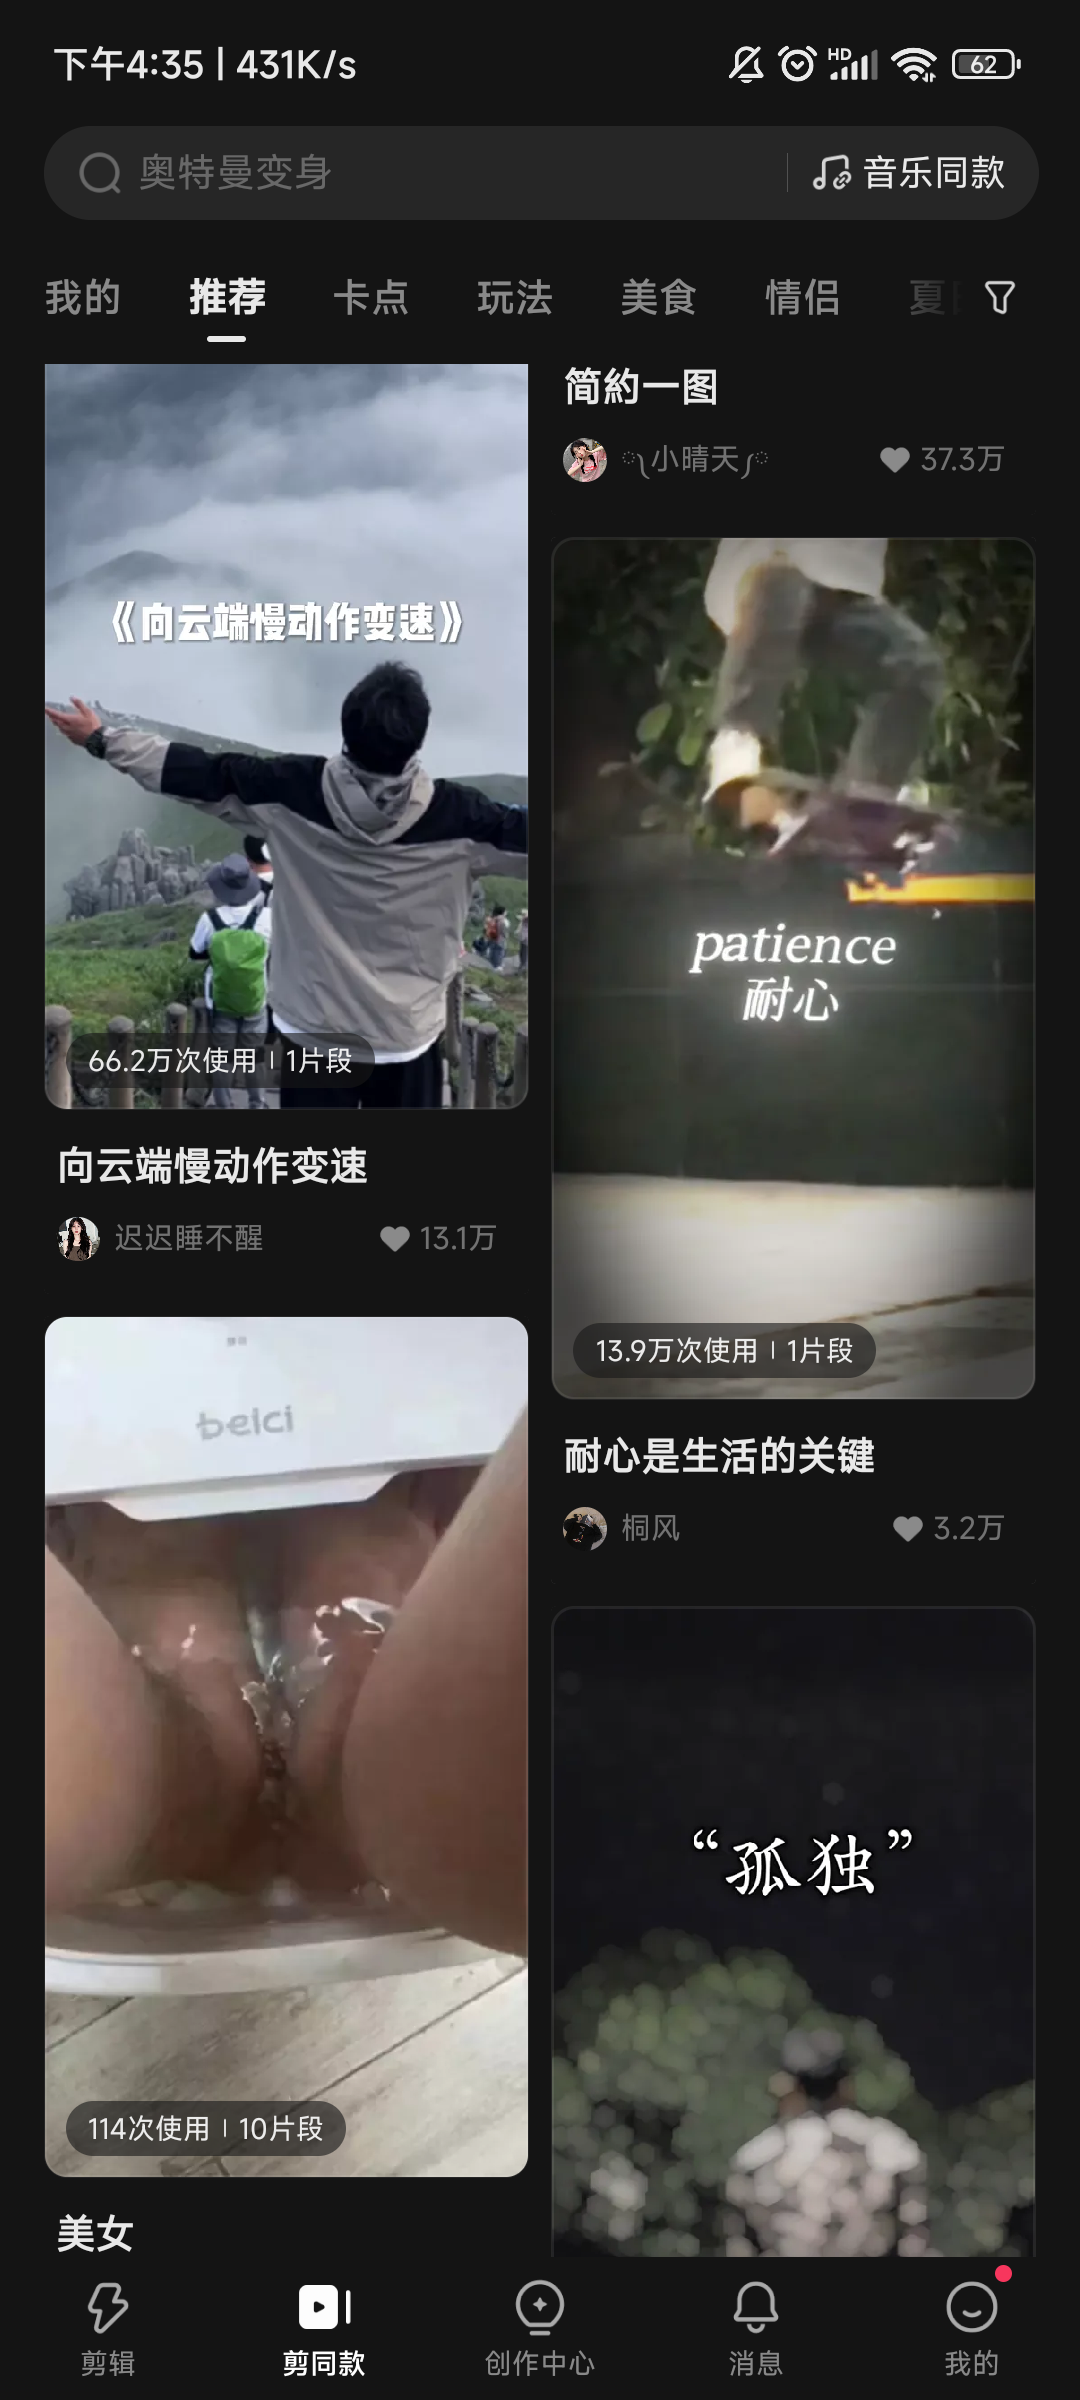 下午4:35 | 431K/s
HD
62
奥特曼变身
音乐同款
我的
推荐
卡点
玩法
美食
情侣
夏
《向云端慢动作变速》
66.2万次使用 | 1片段
向云端慢动作变速
迟迟睡不醒
13.1万
beici
114次使用 | 10片段
美女
简約一图
小晴天
37.3万
patience
耐心
13.9万次使用 | 1片段
耐心是生活的关键
桐风
3.2万
“孤独”
剪辑
剪同款
创作中心
消息
我的